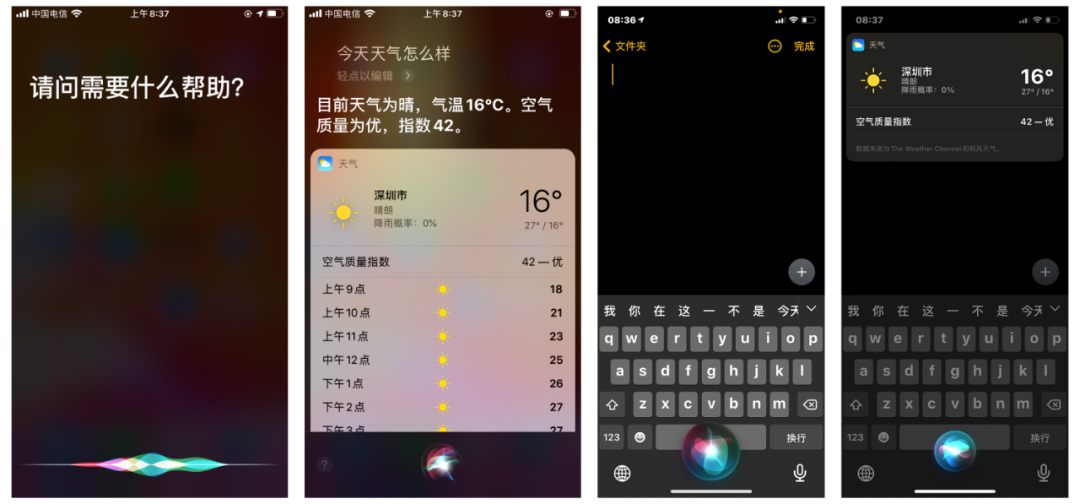 中国电信 上午8:37
请问需要什么帮助?
中国电信 上午8:37
今天天气怎么样
轻点以编辑
目前天气为晴，气温16°C。空气
质量为优，指数42。
天气
深圳市
晴朗
降雨概率：0%
16°
27° / 16°
空气质量指数 42 — 优
上午9点 18
上午10点 21
上午11点 23
中午12点 25
下午1点 26
下午2点 27
下午3点 27
?
08:36
文件夹 完成
+
我 你 在 这 一 不 是 今天
q w e r t y u i o p
a s d f g h j k l
z x c v b n m
123 换行
08:37
天气
深圳市
晴朗
降雨概率：0%
16°
27° / 16°
空气质量指数 42 — 优
数据来源为 The Weather Channel 和和风天气。
+
我 你 在 这 一 不 是 今天
q w e r t y u i o p
a s d f g h j k l
z x c v b n m
123 换行